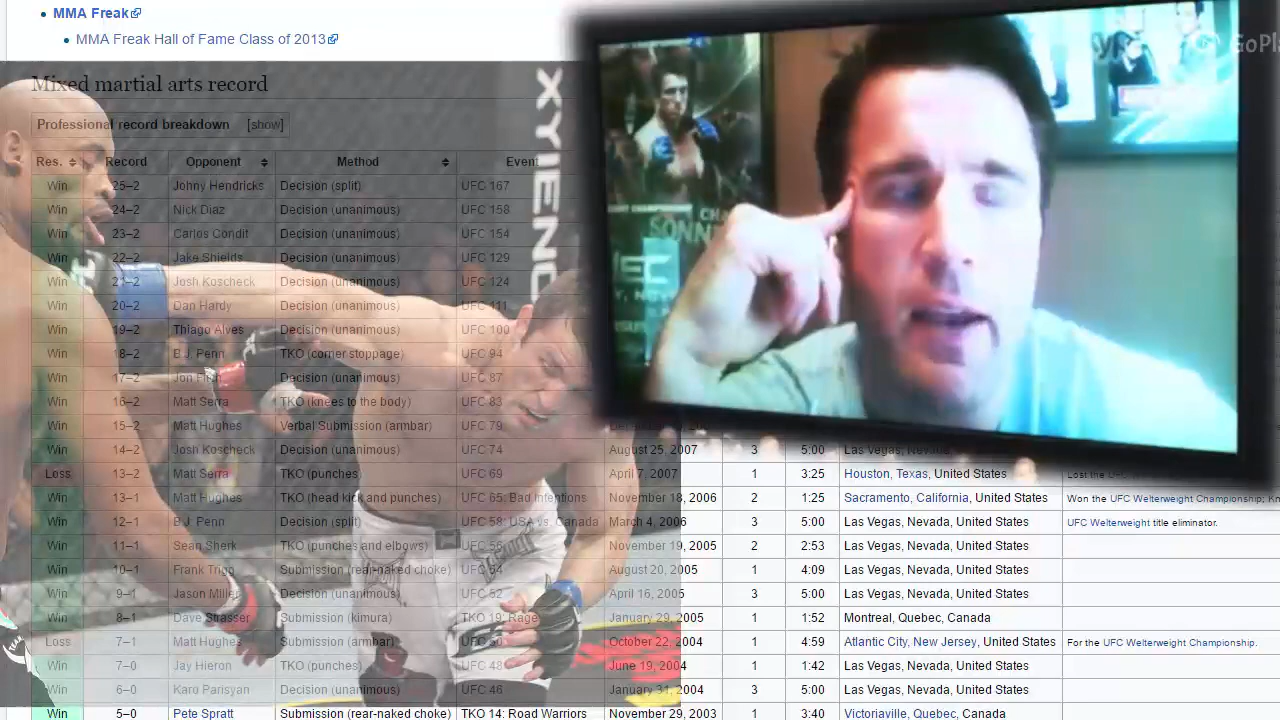 MMA Freak
MMA Freak Hall of Fame Class of 2013
GoPla
Mixed martial arts record
XYIENC
Professional record breakdown [show]
Res. Record Opponent Method Event
Win 25–2 Johny Hendricks Decision (split) UFC 167
Win 24–2 Nick Diaz Decision (unanimous) UFC 158
Win 23–2 Carlos Condit Decision (unanimous) UFC 154
SONN
Win 22–2 Jake Shields Decision (unanimous) UFC 129
Win 21–2 Josh Koscheck Decision (unanimous) UFC 124
Win 20–2 Dan Hardy Decision (unanimous) UFC 111
Win 19–2 Thiago Alves Decision (unanimous) UFC 100
Win 18–2 B.J. Penn TKO (corner stoppage) UFC 94
Win 17–2 Jon Fitch Decision (unanimous) UFC 87
Win 16–2 Matt Serra TKO (knees to the body) UFC 83
Win 15–2 Matt Hughes Verbal Submission (armbar) UFC 79
Win 14–2 Josh Koscheck Decision (unanimous) UFC 74 August 25, 2007 3 5:00 Las Vegas, Nevada,
Loss 13–2 Matt Serra TKO (punches) UFC 69 April 7, 2007 1 3:25 Houston, Texas, United States Lost the
Win 13–1 Matt Hughes TKO (head kick and punches) UFC 65: Bad Intentions November 18, 2006 2 1:25 Sacramento, California, United States Won the UFC Welterweight Championship; Kn
Win 12–1 B.J. Penn Decision (split) UFC 58: USA vs. Canada March 4, 2006 3 5:00 Las Vegas, Nevada, United States UFC Welterweight title eliminator.
Win 11–1 Sean Sherk TKO (punches and elbows) UFC 56 November 19, 2005 2 2:53 Las Vegas, Nevada, United States
Win 10–1 Frank Trigg Submission (rear-naked choke) UFC 54 August 20, 2005 1 4:09 Las Vegas, Nevada, United States
Win 9–1 Jason Miller Decision (unanimous) UFC 52 April 16, 2005 3 5:00 Las Vegas, Nevada, United States
Win 8–1 Dave Strasser Submission (kimura) TKO 19: Rage January 29, 2005 1 1:52 Montreal, Quebec, Canada
Loss 7–1 Matt Hughes Submission (armbar) UFC 50 October 22, 2004 1 4:59 Atlantic City, New Jersey, United States For the UFC Welterweight Championship.
Win 7–0 Jay Hieron TKO (punches) UFC 48 June 19, 2004 1 1:42 Las Vegas, Nevada, United States
Win 6–0 Karo Parisyan Decision (unanimous) UFC 46 January 31, 2004 3 5:00 Las Vegas, Nevada, United States
Win 5–0 Pete Spratt Submission (rear-naked choke) TKO 14: Road Warriors November 29, 2003 1 3:40 Victoriaville, Quebec, Canada